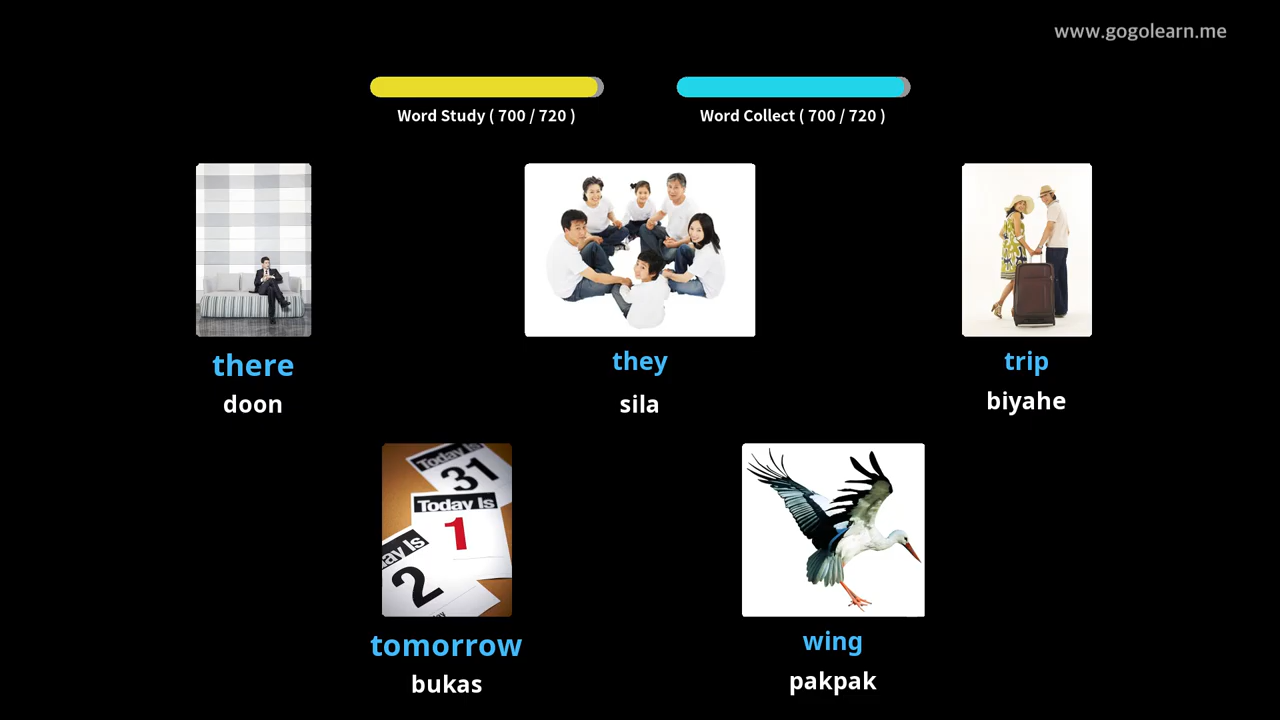 www.gogolearn.me
Word Study ( 700 / 720 )
Word Collect ( 700 / 720 )
there
doon
they
sila
trip
biyahe
Today Is
31
Today Is
1
day Is
2
tomorrow
bukas
wing
pakpak